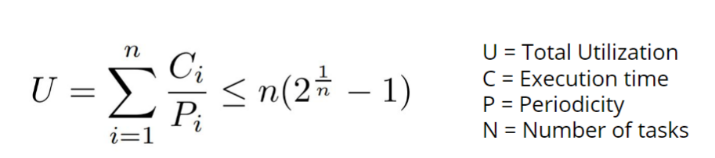 U = \sum_{i=1}^{n} \frac{C_i}{P_i} \leq n(2^{\frac{1}{n}} - 1)
U = Total Utilization
C = Execution time
P = Periodicity
N = Number of tasks